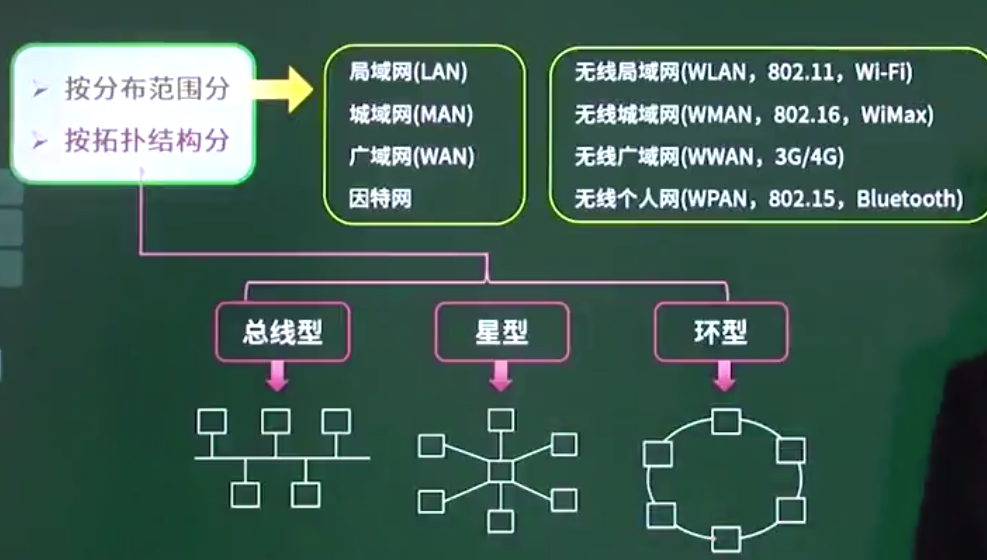 按分布范围分
按拓扑结构分
局域网(LAN)
城域网(MAN)
广域网(WAN)
因特网
无线局域网(WLAN，802.11，Wi-Fi)
无线城域网(WMAN，802.16，WiMax)
无线广域网(WWAN，3G/4G)
无线个人网(WPAN，802.15，Bluetooth)
总线型
星型
环型